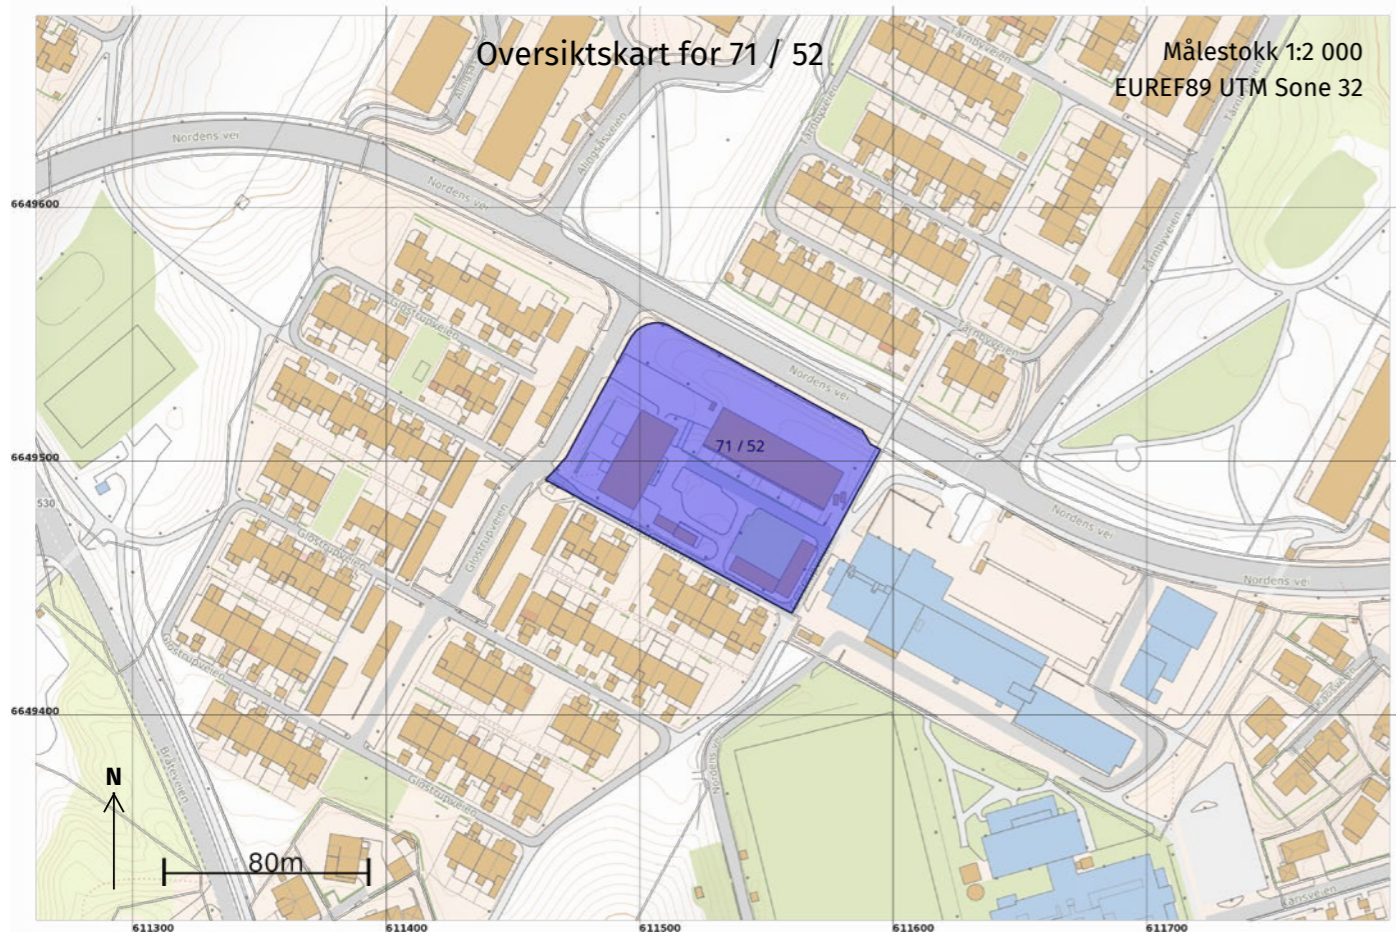 Oversiktskart for 71 / 52
Målestokk 1:2 000
EUREF89 UTM Sone 32
Tårnbyveien
Nordens vei
Alingsåsveien
Tårnbyveien
Nordens vei
6649600
Tårnbyveien
Glostrupveien
Tårnbyveien
Nordens vei
71 / 52
6649500
530
Glostrupveien
Glostrupveien
Nordens vei
Nordens vei
Glostrupveien
6649400
Bråteveien
N
Glostrupveien
80m
611300
611400
611500
611600
611700